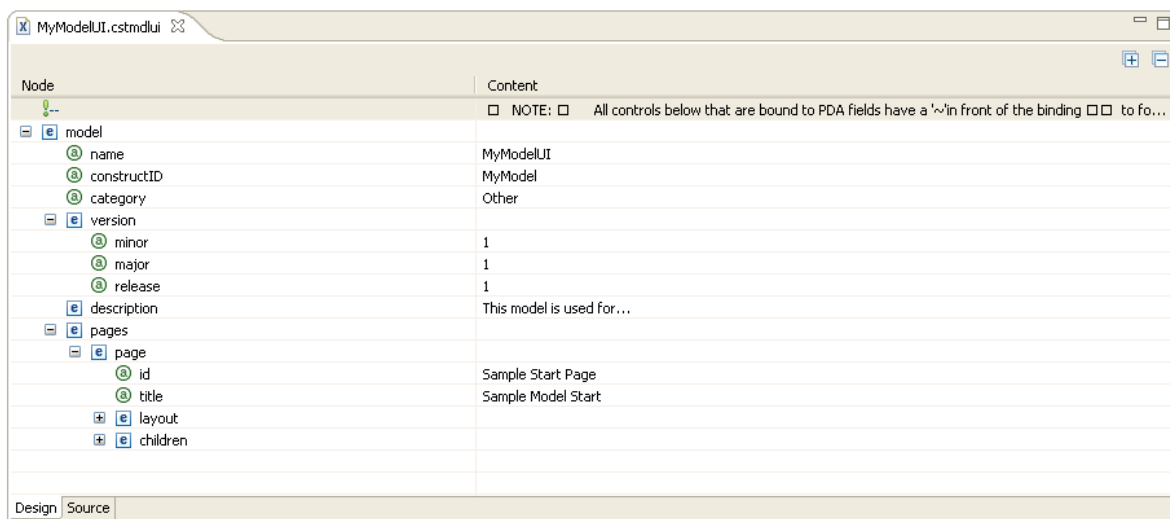 MyModelUI.cstmdlui
Node Content
!-- NOTE: All controls below that are bound to PDA fields have a '~'in front of the binding to fo...
e model
a name MyModelUI
a constructID MyModel
a category Other
e version
a minor 1
a major 1
a release 1
e description This model is used for...
e pages
e page
a id Sample Start Page
a title Sample Model Start
e layout
e children
Design Source